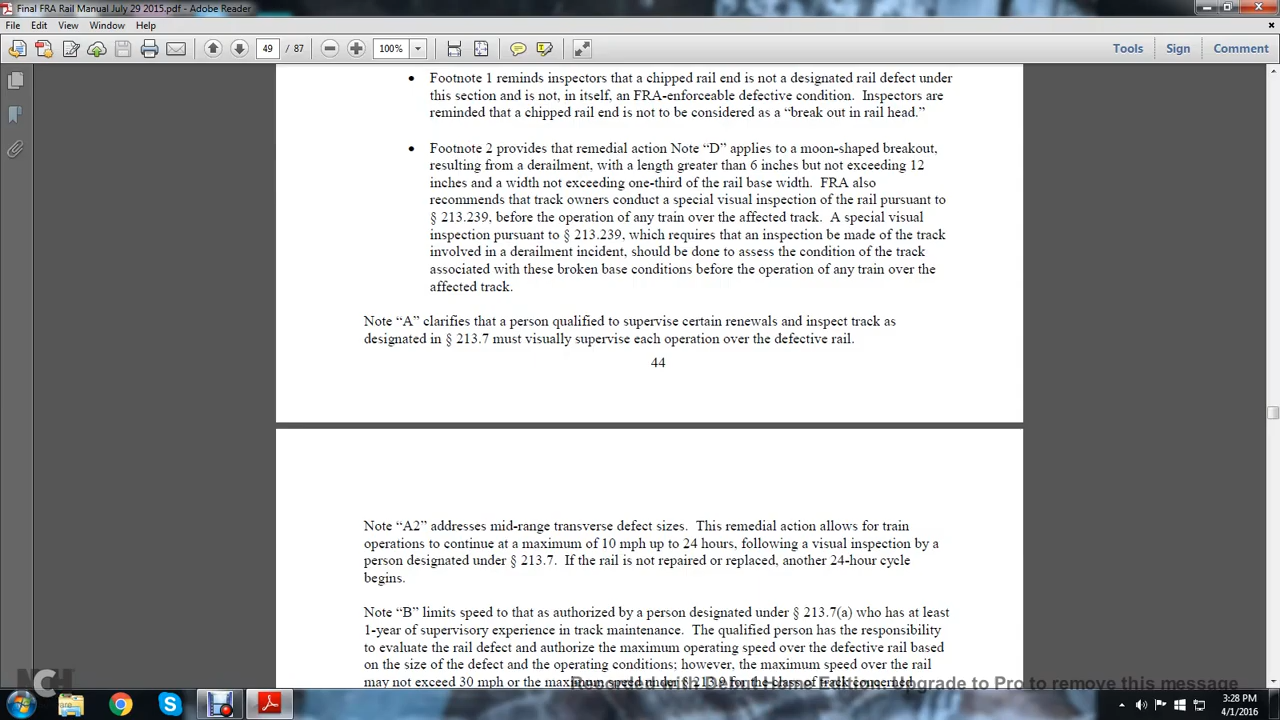 Final FRA Rail Manual July 29 2015.pdf - Adobe Reader
File Edit View Window Help
49 / 87 100% Tools Sign Comment
• Footnote 1 reminds inspectors that a chipped rail end is not a designated rail defect under
this section and is not, in itself, an FRA-enforceable defective condition. Inspectors are
reminded that a chipped rail end is not to be considered as a “break out in rail head.”
• Footnote 2 provides that remedial action Note “D” applies to a moon-shaped breakout,
resulting from a derailment, with a length greater than 6 inches but not exceeding 12
inches and a width not exceeding one-third of the rail base width. FRA also
recommends that track owners conduct a special visual inspection of the rail pursuant to
§ 213.239, before the operation of any train over the affected track. A special visual
inspection pursuant to § 213.239, which requires that an inspection be made of the track
involved in a derailment incident, should be done to assess the condition of the track
associated with these broken base conditions before the operation of any train over the
affected track.
Note “A” clarifies that a person qualified to supervise certain renewals and inspect track as
designated in § 213.7 must visually supervise each operation over the defective rail.
44
Note “A2” addresses mid-range transverse defect sizes. This remedial action allows for train
operations to continue at a maximum of 10 mph up to 24 hours, following a visual inspection by a
person designated under § 213.7. If the rail is not repaired or replaced, another 24-hour cycle
begins.
Note “B” limits speed to that as authorized by a person designated under § 213.7(a) who has at least
1-year of supervisory experience in track maintenance. The qualified person has the responsibility
to evaluate the rail defect and authorize the maximum operating speed over the defective rail based
on the size of the defect and the operating conditions; however, the maximum speed over the rail
may not exceed 30 mph or the maximum speed under § 213.9 for the class of track concerned
Home Edition. Upgrade to Pro to remove this message
NCH
3:28 PM
4/1/2016